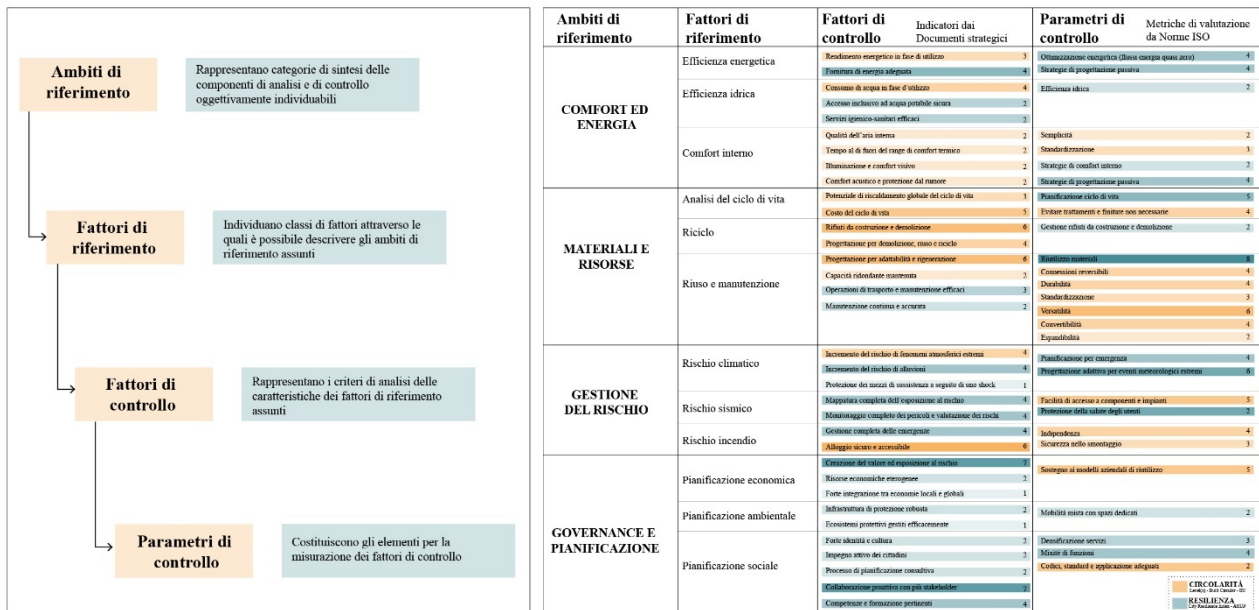 Ambiti di
riferimento
Rappresentano categorie di sintesi delle
componenti di analisi e di controllo
oggettivamente individuabili
Fattori di
riferimento
Individuano classi di fattori attraverso le
quali è possibile descrivere gli ambiti di
riferimento assunti
Fattori di
controllo
Rappresentano i criteri di analisi delle
caratteristiche dei fattori di riferimento
assunti
Parametri di
controllo
Costituiscono gli elementi per la
misurazione dei fattori di controllo
Ambiti di
riferimento
Fattori di
riferimento
Fattori di
controllo
Indicatori dai
Documenti strategici
Parametri di
controllo
Metriche di valutazione
da Norme ISO
COMFORT ED
ENERGIA
Efficienza energetica
Rendimento energetico in fase di utilizzo 3
Fornitura di energia adeguata 4
Ottimizzazione energetica (flussi energia quasi zero) 4
Strategie di progettazione passiva 4
Efficienza idrica
Consumo di acqua in fase d'utilizzo 4
Accesso inclusivo ad acqua potabile sicura 2
Servizi igienico-sanitari efficaci 2
Efficienza idrica 2
Comfort interno
Qualità dell'aria interna 2
Tempo al di fuori del range di comfort termico 2
Illuminazione e comfort visivo 2
Comfort acustico e protezione dal rumore 2
Semplicità 2
Standardizzazione 3
Strategie di comfort interno 2
Strategie di progettazione passiva 4
MATERIALI E
RISORSE
Analisi del ciclo di vita
Potenziale di riscaldamento globale del ciclo di vita 3
Costo del ciclo di vita 5
Pianificazione ciclo di vita 5
Evitare trattamenti e finiture non necessarie 4
Riciclo
Rifiuti da costruzione e demolizione 6
Progettazione per demolizione, riuso e riciclo 4
Gestione rifiuti da costruzione e demolizione 2
Riuso e manutenzione
Progettazione per adattabilità e rigenerazione 6
Capacità ridondante mantenuta 2
Operazioni di trasporto e manutenzione efficaci 3
Manutenzione continua e accurata 2
Riutilizzo materiali 8
Connessioni reversibili 4
Durabilità 4
Standardizzazione 3
Versatilità 6
Convertibilità 4
Espandibilità 2
GESTIONE
DEL RISCHIO
Rischio climatico
Incremento del rischio di fenomeni atmosferici estremi 4
Incremento del rischio di alluvioni 4
Protezione dei mezzi di sussistenza a seguito di uno shock 1
Pianificazione per emergenza 4
Progettazione adattiva per eventi meteorologici estremi 6
Rischio sismico
Mappatura completa dell'esposizione al rischio 4
Monitoraggio completo dei pericoli e valutazione dei rischi 4
Facilità di accesso a componenti e impianti 5
Protezione della salute degli utenti 2
Rischio incendio
Gestione completa delle emergenze 4
Alloggio sicuro e accessibile 6
Indipendenza 4
Sicurezza nello smontaggio 3
GOVERNANCE E
PIANIFICAZIONE
Pianificazione economica
Creazione del valore ed esposizione al rischio 7
Risorse economiche eterogenee 2
Forte integrazione tra economie locali e globali 1
Sostegno ai modelli aziendali di riutilizzo 5
Pianificazione ambientale
Infrastruttura di protezione robusta 2
Ecosistemi protettivi gestiti efficacemente 1
Mobilità mista con spazi dedicati 2
Pianificazione sociale
Forte identità e cultura 2
Impegno attivo dei cittadini 2
Processo di pianificazione consultiva 2
Collaborazione proattiva con più stakeholder 7
Competenze e formazione pertinenti 4
Densificazione servizi 3
Mixité di funzioni 4
Codici, standard e applicazione adeguati 2
CIRCOLARITÀ
RESILIENZA
City Resilience Index - ARUP